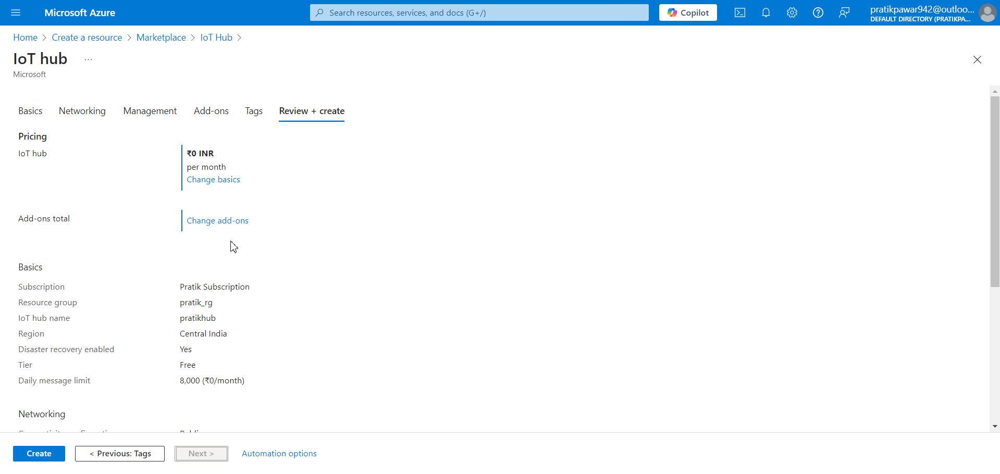 Microsoft Azure
Search resources, services, and docs (G+/)
Copilot
pratikpawar942@outloo...
DEFAULT DIRECTORY (PRATIKPA...
Home > Create a resource > Marketplace > IoT Hub >
IoT hub ...
Microsoft
Basics Networking Management Add-ons Tags Review + create
Pricing
IoT hub ₹0 INR
per month
Change basics
Add-ons total Change add-ons
Basics
Subscription Pratik Subscription
Resource group pratik_rg
IoT hub name pratikhub
Region Central India
Disaster recovery enabled Yes
Tier Free
Daily message limit 8,000 (₹0/month)
Networking
Create < Previous: Tags Next > Automation options